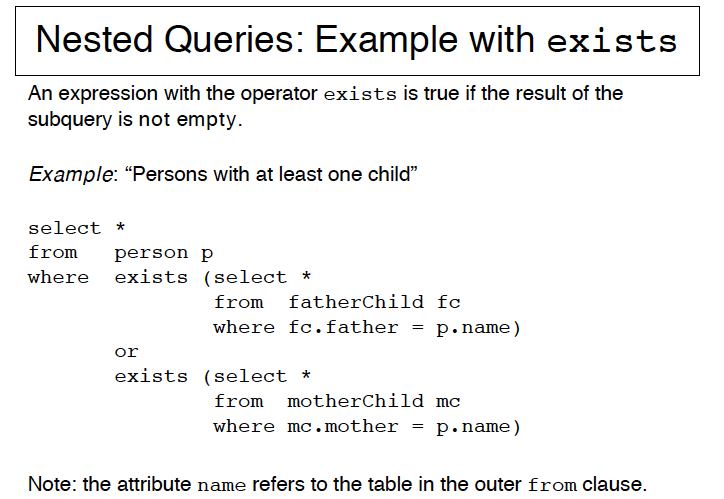 Nested Queries: Example with exists
An expression with the operator exists is true if the result of the
subquery is not empty.
Example: “Persons with at least one child”
select *
from   person p
where  exists (select *
               from  fatherChild fc
               where fc.father = p.name)
       or
       exists (select *
               from  motherChild mc
               where mc.mother = p.name)
Note: the attribute name refers to the table in the outer from clause.